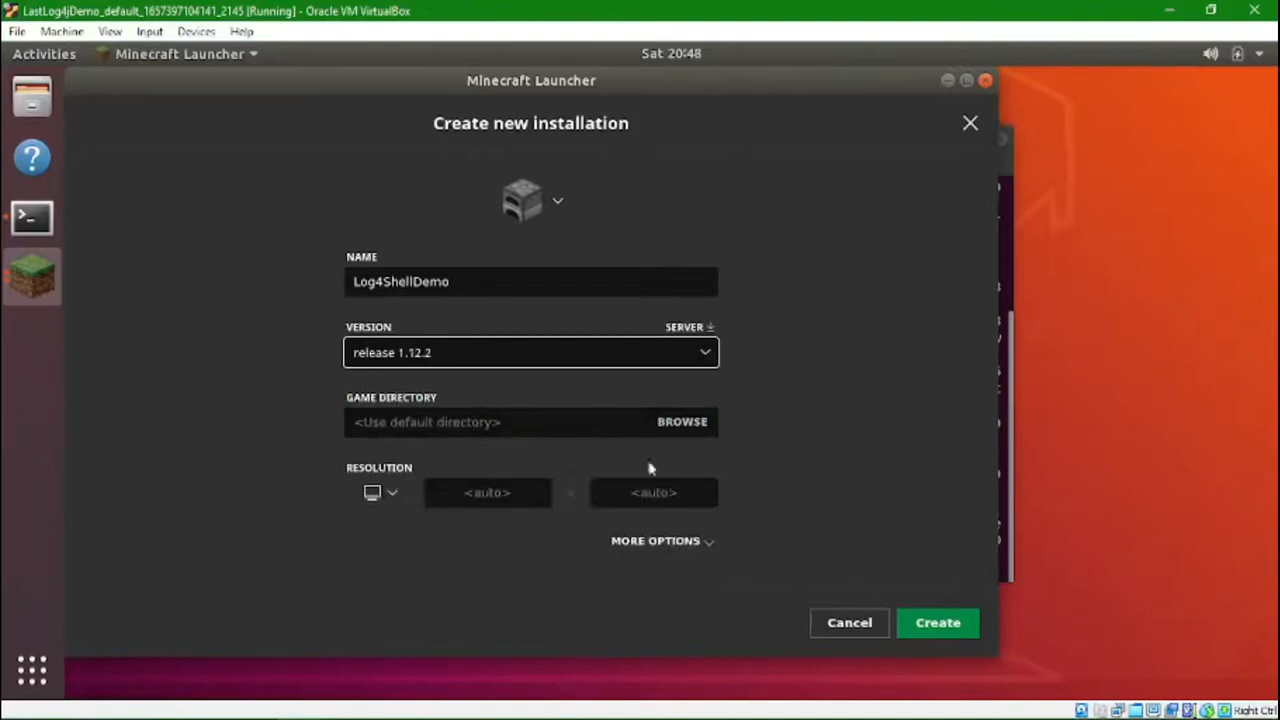 LastLog4jDemo_default_1657397104141_2145 [Running] - Oracle VM VirtualBox
File Machine View Input Devices Help
Activities Minecraft Launcher Sat 20:48
Minecraft Launcher
Create new installation
NAME
Log4ShellDemo
VERSION SERVER
release 1.12.2
GAME DIRECTORY
<Use default directory> BROWSE
RESOLUTION
<auto> × <auto>
MORE OPTIONS
Cancel Create
Right Ctrl